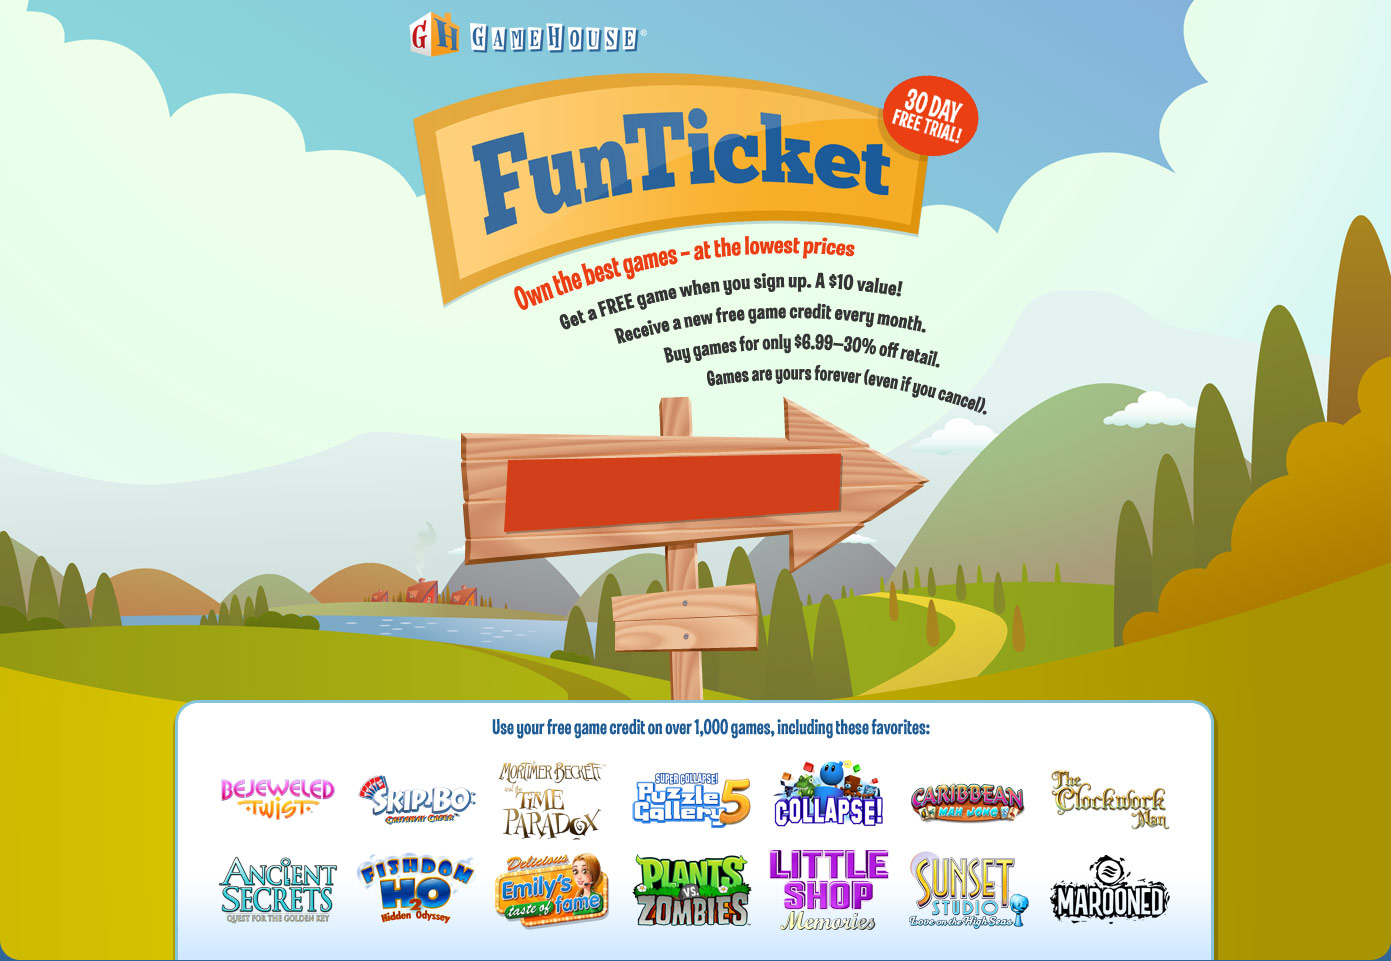 GH GAMEHOUSE®
FunTicket
30 DAY
FREE TRIAL!
Own the best games – at the lowest prices
Get a FREE game when you sign up. A $10 value!
Receive a new free game credit every month.
Buy games for only $6.99–30% off retail.
Games are yours forever (even if you cancel).
Use your free game credit on over 1,000 games, including these favorites:
BEJEWELED
TWIST
SKIP·BO
CASTAWAY CAPER
MORTIMER BECKETT
and the
TIME
PARADOX
SUPER COLLAPSE!
Puzzle
Gallery 5
COLLAPSE!
CARIBBEAN
MAH JONG
The
Clockwork
Man
ANCIENT
SECRETS
QUEST FOR THE GOLDEN KEY
FISHDOM
H2O
Hidden Odyssey
Delicious
Emily's
taste of fame
PLANTS
VS.
ZOMBIES
LITTLE
SHOP
Memories
SUNSET
STUDIO
Love on the High Seas
MAROONED